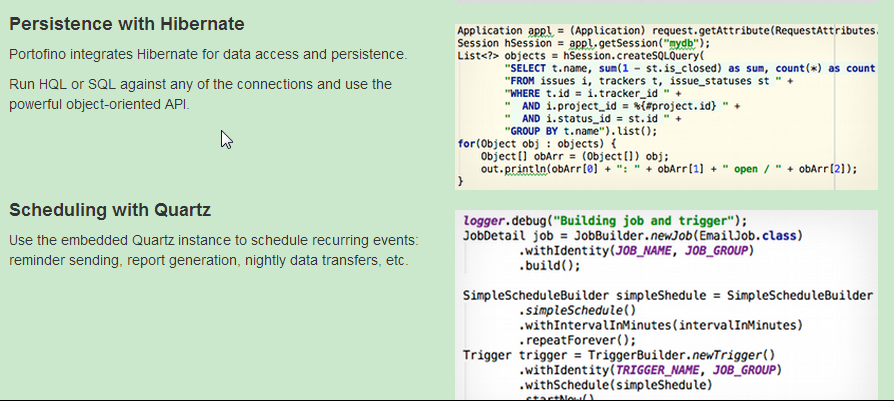 Persistence with Hibernate
Portofino integrates Hibernate for data access and persistence.
Run HQL or SQL against any of the connections and use the
powerful object-oriented API.
Application appl = (Application) request.getAttribute(RequestAttributes.
Session hSession = appl.getSession("mydb");
List<?> objects = hSession.createSQLQuery(
"SELECT t.name, sum(1 - st.is_closed) as sum, count(*) as count
"FROM issues i, trackers t, issue_statuses st " +
"WHERE t.id = i.tracker_id " +
"  AND i.project_id = %{#project.id} " +
"  AND i.status_id = st.id " +
"GROUP BY t.name").list();
for(Object obj : objects) {
Object[] obArr = (Object[]) obj;
out.println(obArr[0] + ": " + obArr[1] + " open / " + obArr[2]);
}
Scheduling with Quartz
Use the embedded Quartz instance to schedule recurring events:
reminder sending, report generation, nightly data transfers, etc.
logger.debug("Building job and trigger");
JobDetail job = JobBuilder.newJob(EmailJob.class)
.withIdentity(JOB_NAME, JOB_GROUP)
.build();
SimpleScheduleBuilder simpleShedule = SimpleScheduleBuilder
.simpleSchedule()
.withIntervalInMinutes(intervalInMinutes)
.repeatForever();
Trigger trigger = TriggerBuilder.newTrigger()
.withIdentity(TRIGGER_NAME, JOB_GROUP)
.withSchedule(simpleShedule)
.startNow()